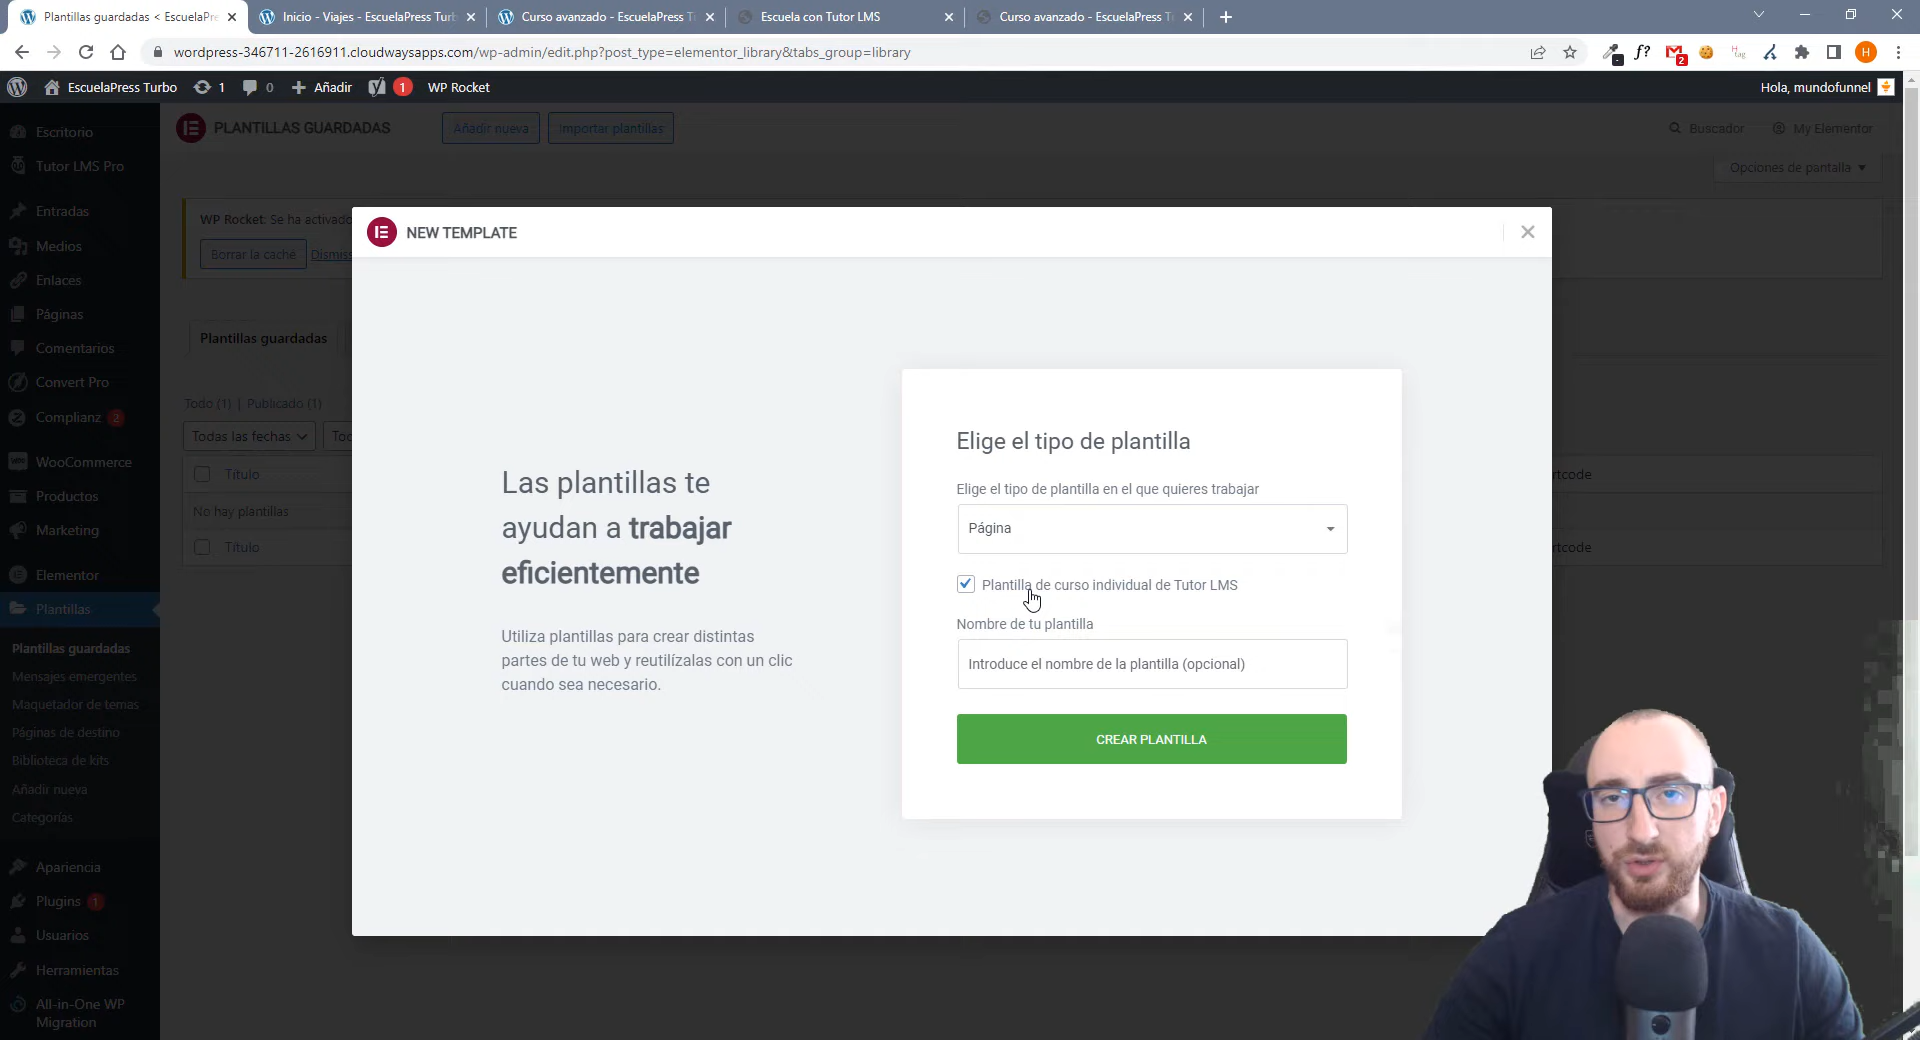 Plantillas guardadas < EscuelaPre
Inicio - Viajes - EscuelaPress Turb
Curso avanzado - EscuelaPress T
Escuela con Tutor LMS
Curso avanzado - EscuelaPress T
wordpress-346711-2616911.cloudwaysapps.com/wp-admin/edit.php?post_type=elementor_library&tabs_group=library
f?
2
H
EscuelaPress Turbo
1
0
Añadir
1
WP Rocket
Hola, mundofunnel
Escritorio
Tutor LMS Pro
Entradas
Medios
Enlaces
Páginas
Comentarios
Convert Pro
Complianz 2
WooCommerce
Productos
Marketing
Elementor
Plantillas
Plantillas guardadas
Mensajes emergentes
Maquetador de temas
Páginas de destino
Biblioteca de kits
Añadir nueva
Categorías
Apariencia
Plugins 1
Usuarios
Herramientas
All-in-One WP
Migration
PLANTILLAS GUARDADAS
Añadir nueva
Importar plantillas
Buscador
My Elementor
Opciones de pantalla
WP Rocket: Se ha activado
Borrar la caché
Dismiss
Plantillas guardadas
Todo (1) | Publicado (1)
Todas las fechas
Tod
Título
rtcode
No hay plantillas
Título
rtcode
NEW TEMPLATE
Las plantillas te
ayudan a trabajar
eficientemente
Utiliza plantillas para crear distintas
partes de tu web y reutilízalas con un clic
cuando sea necesario.
Elige el tipo de plantilla
Elige el tipo de plantilla en el que quieres trabajar
Página
Plantilla de curso individual de Tutor LMS
Nombre de tu plantilla
Introduce el nombre de la plantilla (opcional)
CREAR PLANTILLA